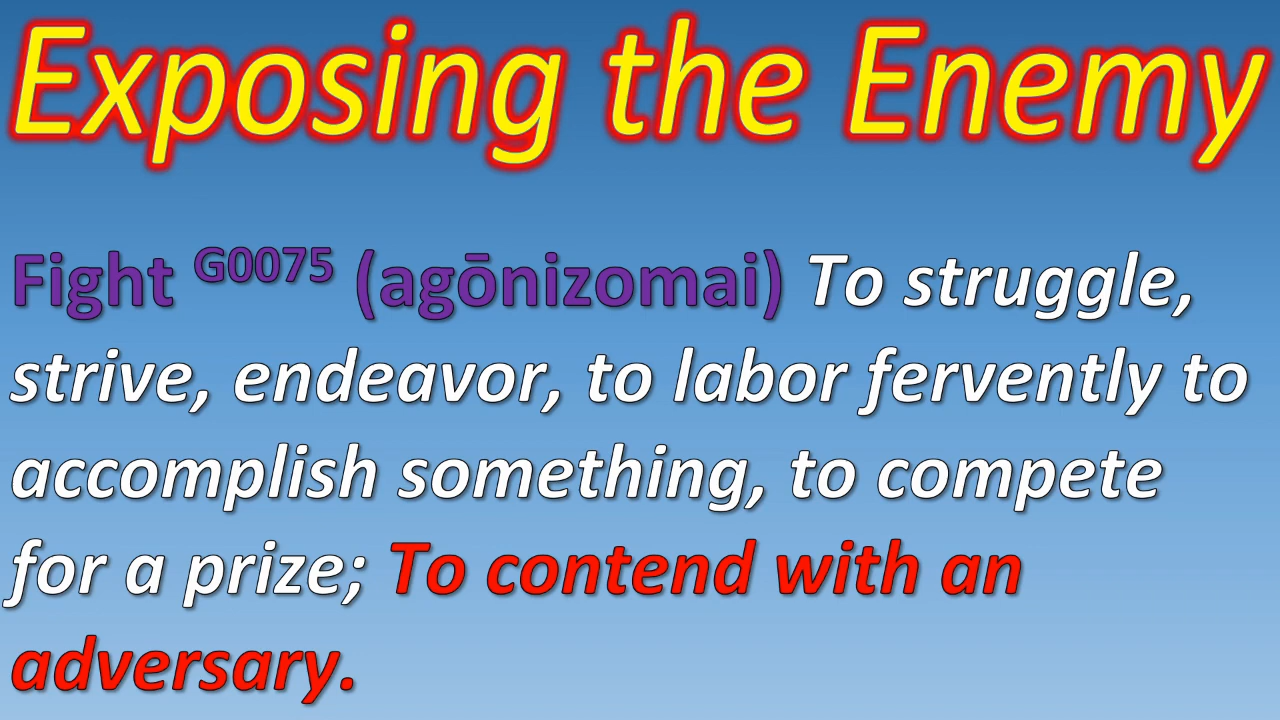 Exposing the Enemy
Fight G0075 (agōnizomai) To struggle,
strive, endeavor, to labor fervently to
accomplish something, to compete
for a prize; To contend with an
adversary.